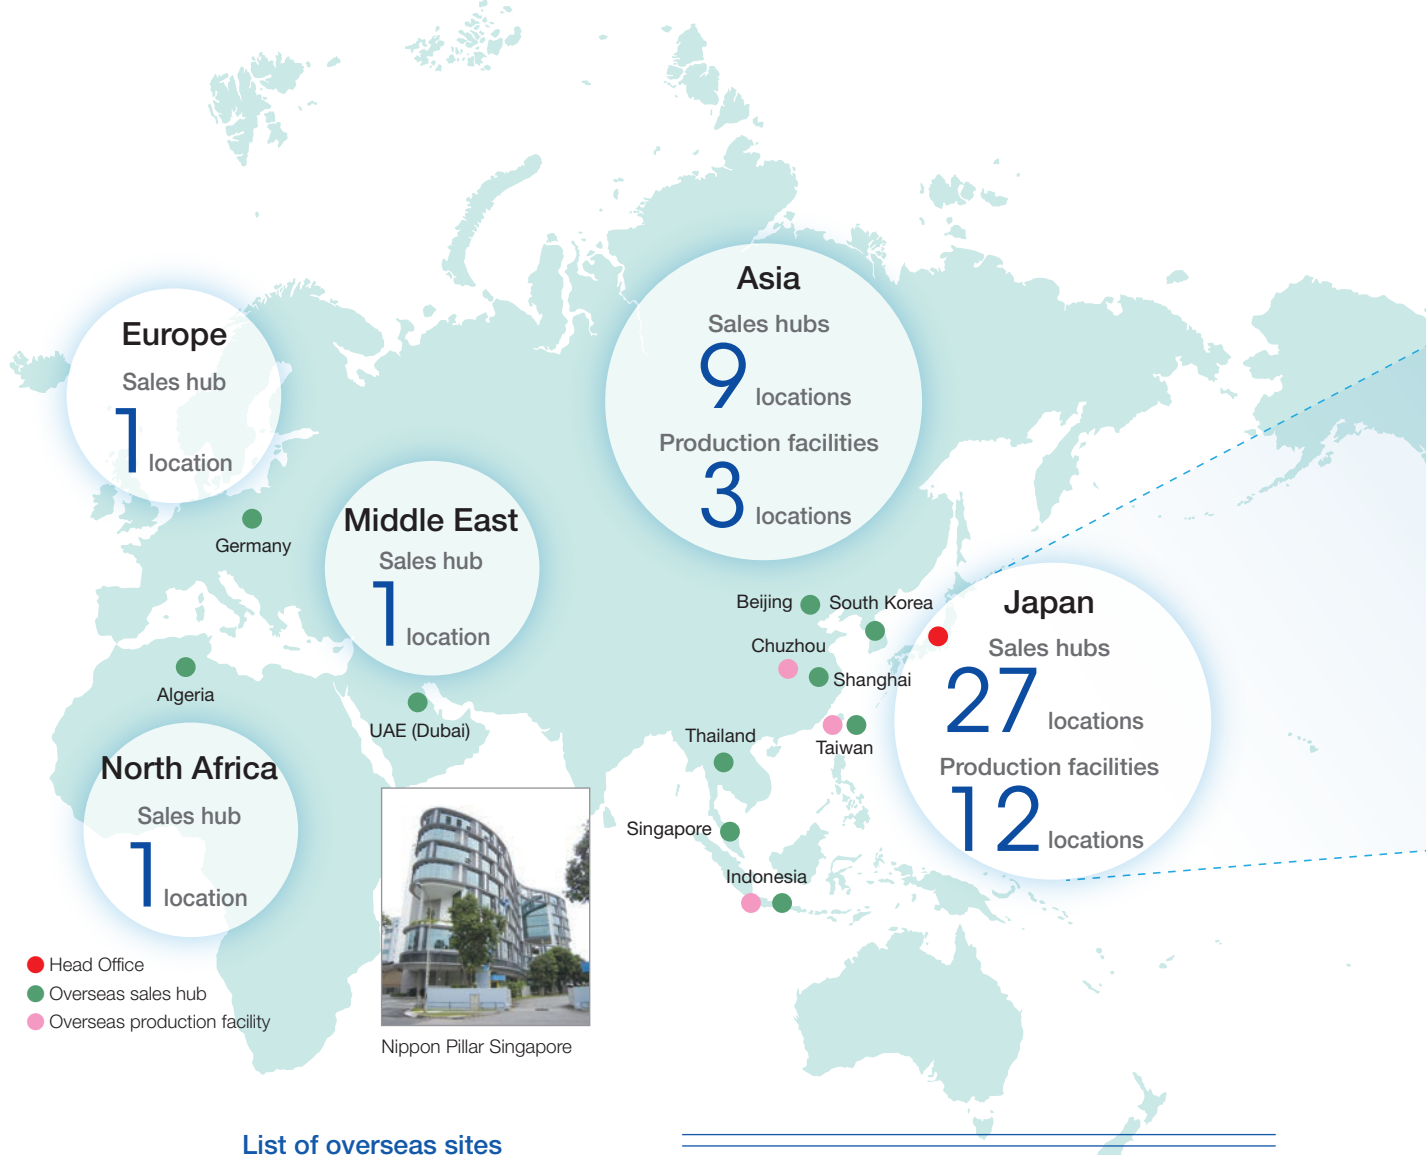 Europe
Sales hub
1 location
Asia
Sales hubs
9 locations
Production facilities
3 locations
Middle East
Sales hub
1 location
Germany
Japan
Sales hubs
27 locations
Production facilities
12 locations
Beijing
South Korea
Chuzhou
Shanghai
Algeria
UAE (Dubai)
Thailand
Taiwan
North Africa
Sales hub
1 location
Singapore
Indonesia
Head Office
Overseas sales hub
Overseas production facility
Nippon Pillar Singapore
List of overseas sites